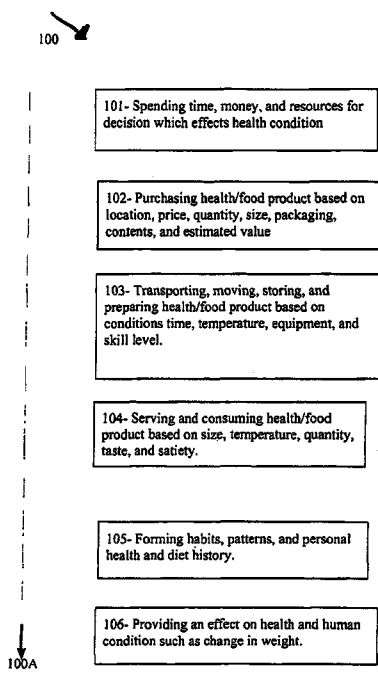 100
101- Spending time, money, and resources for
decision which effects health condition
102- Purchasing health/food product based on
location, price, quantity, size, packaging,
contents, and estimated value
103- Transporting, moving, storing, and
preparing health/food product based on
conditions time, temperature, equipment, and
skill level.
104- Serving and consuming health/food
product based on size, temperature, quantity,
taste, and satiety.
105- Forming habits, patterns, and personal
health and diet history.
106- Providing an effect on health and human
condition such as change in weight.
100A